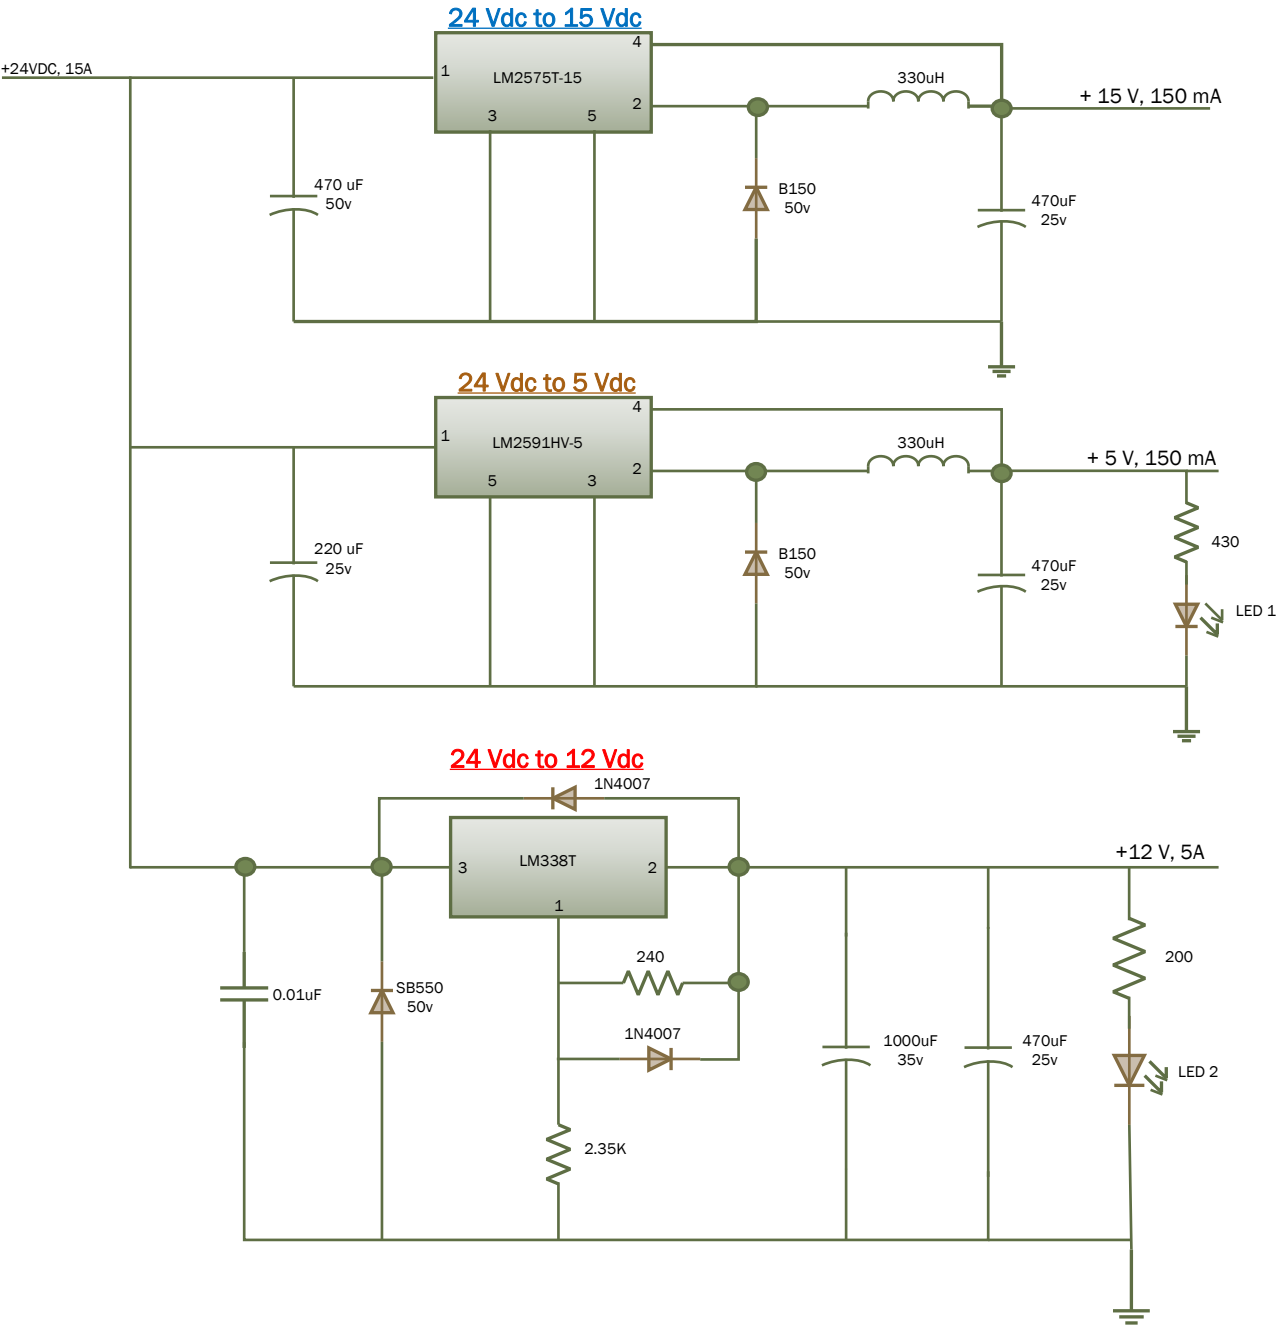 24 Vdc to 15 Vdc
+24VDC, 15A
1
LM2575T-15
4
2
3
5
330uH
+ 15 V, 150 mA
470 uF
50v
B150
50v
470uF
25v
24 Vdc to 5 Vdc
1
LM2591HV-5
4
2
5
3
330uH
+ 5 V, 150 mA
430
220 uF
25v
B150
50v
470uF
25v
LED 1
24 Vdc to 12 Vdc
1N4007
3
LM338T
2
1
+12 V, 5A
240
200
0.01uF
SB550
50v
1N4007
1000uF
35v
470uF
25v
LED 2
2.35K